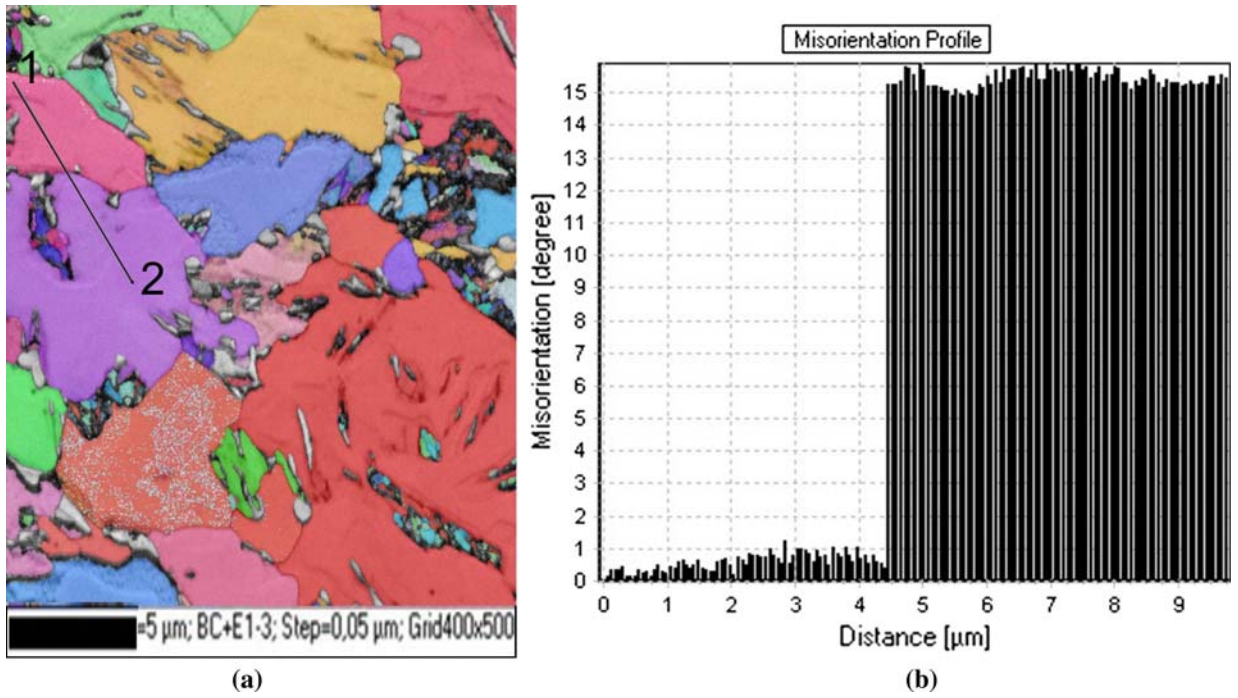 1
2
=5 µm; BC+E1-3; Step=0,05 µm; Grid400x500
(a)
Misorientation Profile
Misorientation [degree]
15
14
13
12
11
10
9
8
7
6
5
4
3
2
1
0
0 1 2 3 4 5 6 7 8 9
Distance [µm]
(b)